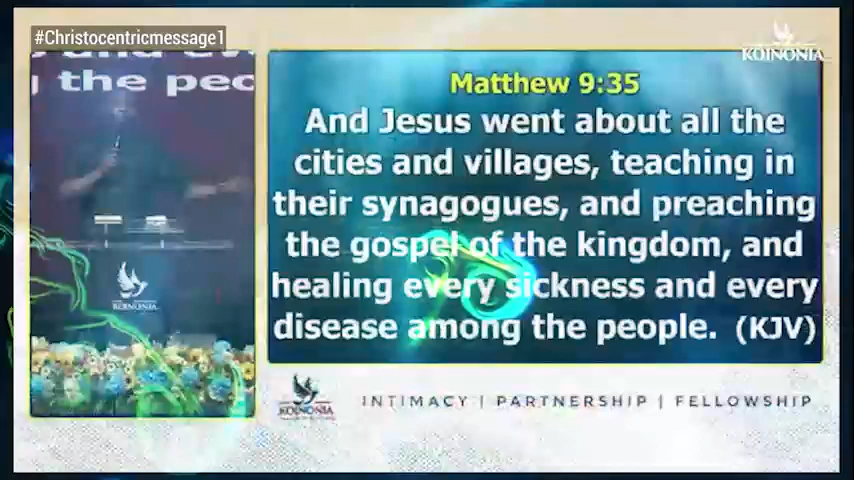 #Christocentricmessage1
KOINONIA
the peo
Matthew 9:35
And Jesus went about all the
cities and villages, teaching in
their synagogues, and preaching
the gospel of the kingdom, and
healing every sickness and every
disease among the people. (KJV)
KOINONIA
KOINONIA
INTIMACY | PARTNERSHIP | FELLOWSHIP